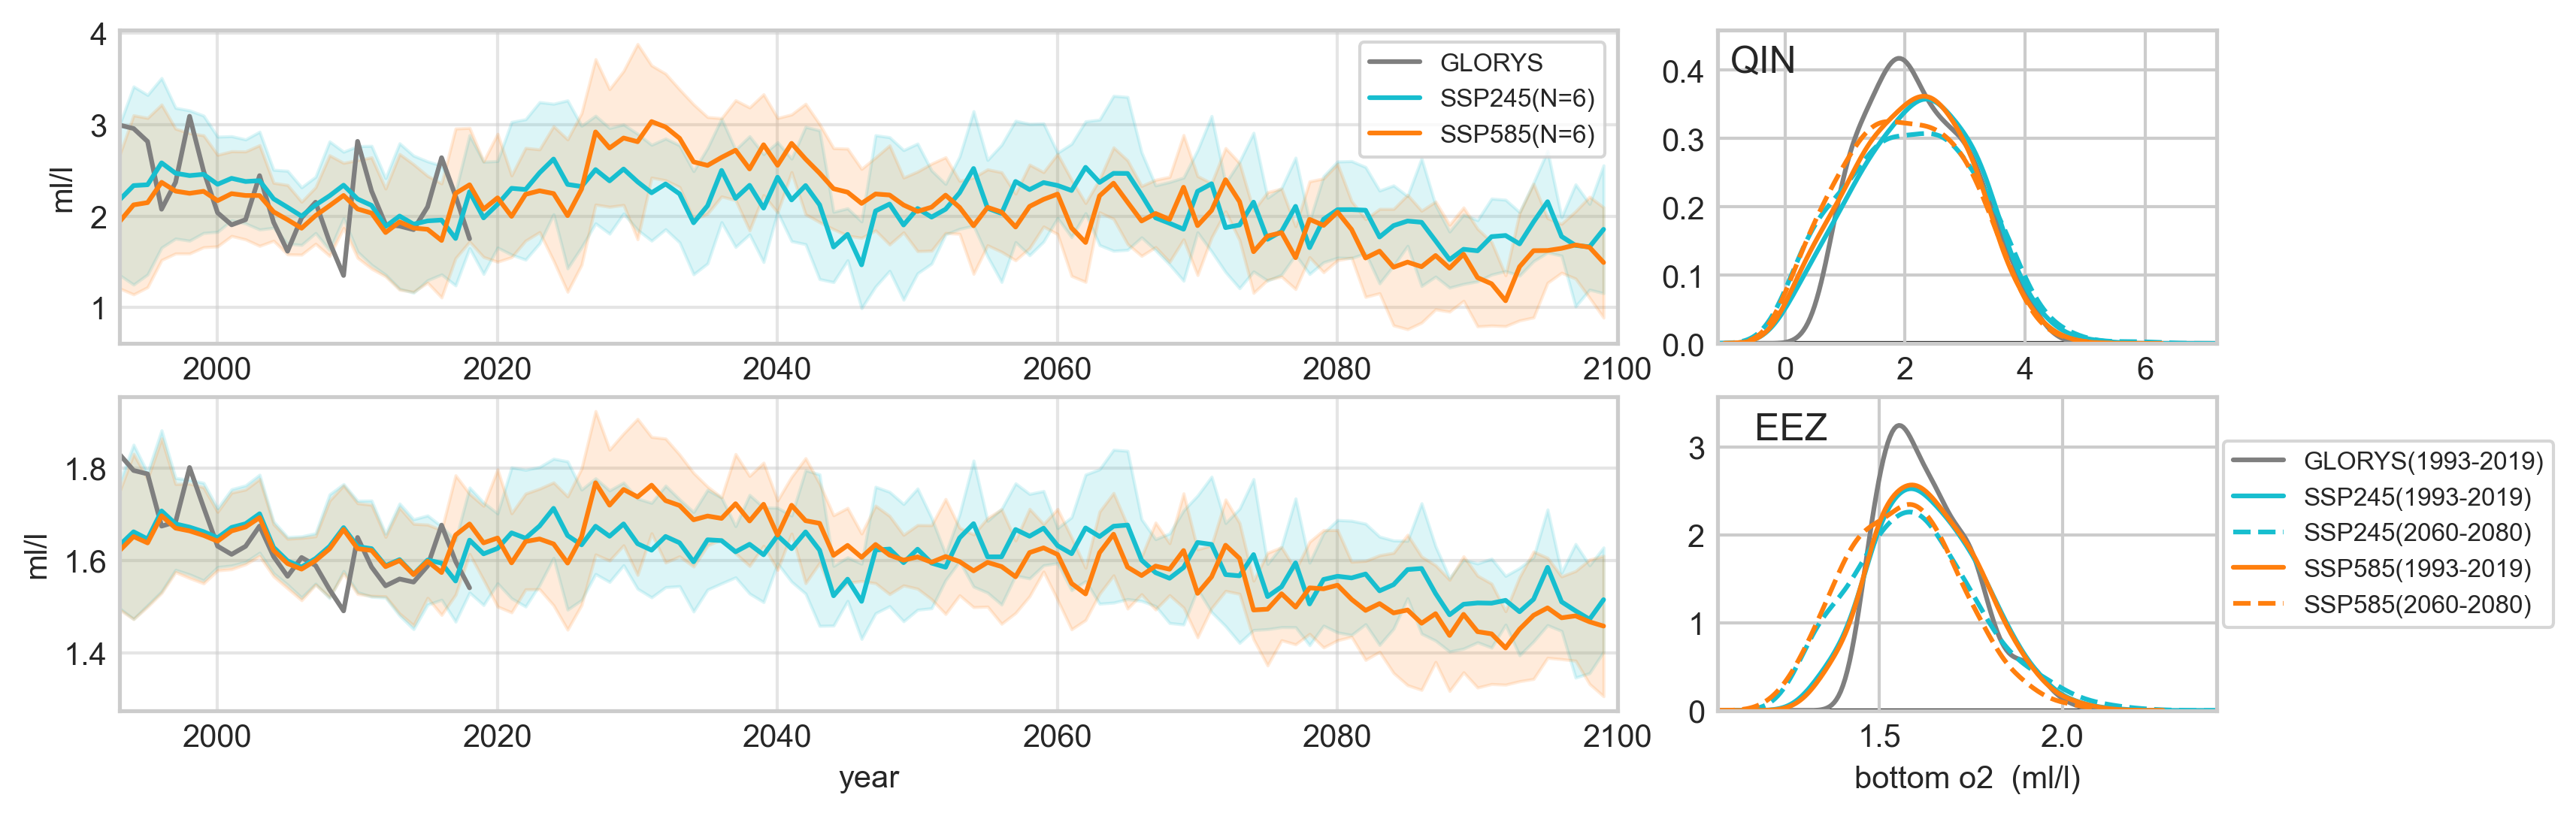 4
3
2
1
ml/l
GLORYS
SSP245(N=6)
SSP585(N=6)
2000
2020
2040
2060
2080
2100
QIN
0.4
0.3
0.2
0.1
0.0
0
2
4
6
1.8
1.6
1.4
ml/l
2000
2020
2040
2060
2080
2100
year
EEZ
3
2
1
0
1.5
2.0
bottom o2 (ml/l)
GLORYS(1993-2019)
SSP245(1993-2019)
SSP245(2060-2080)
SSP585(1993-2019)
SSP585(2060-2080)